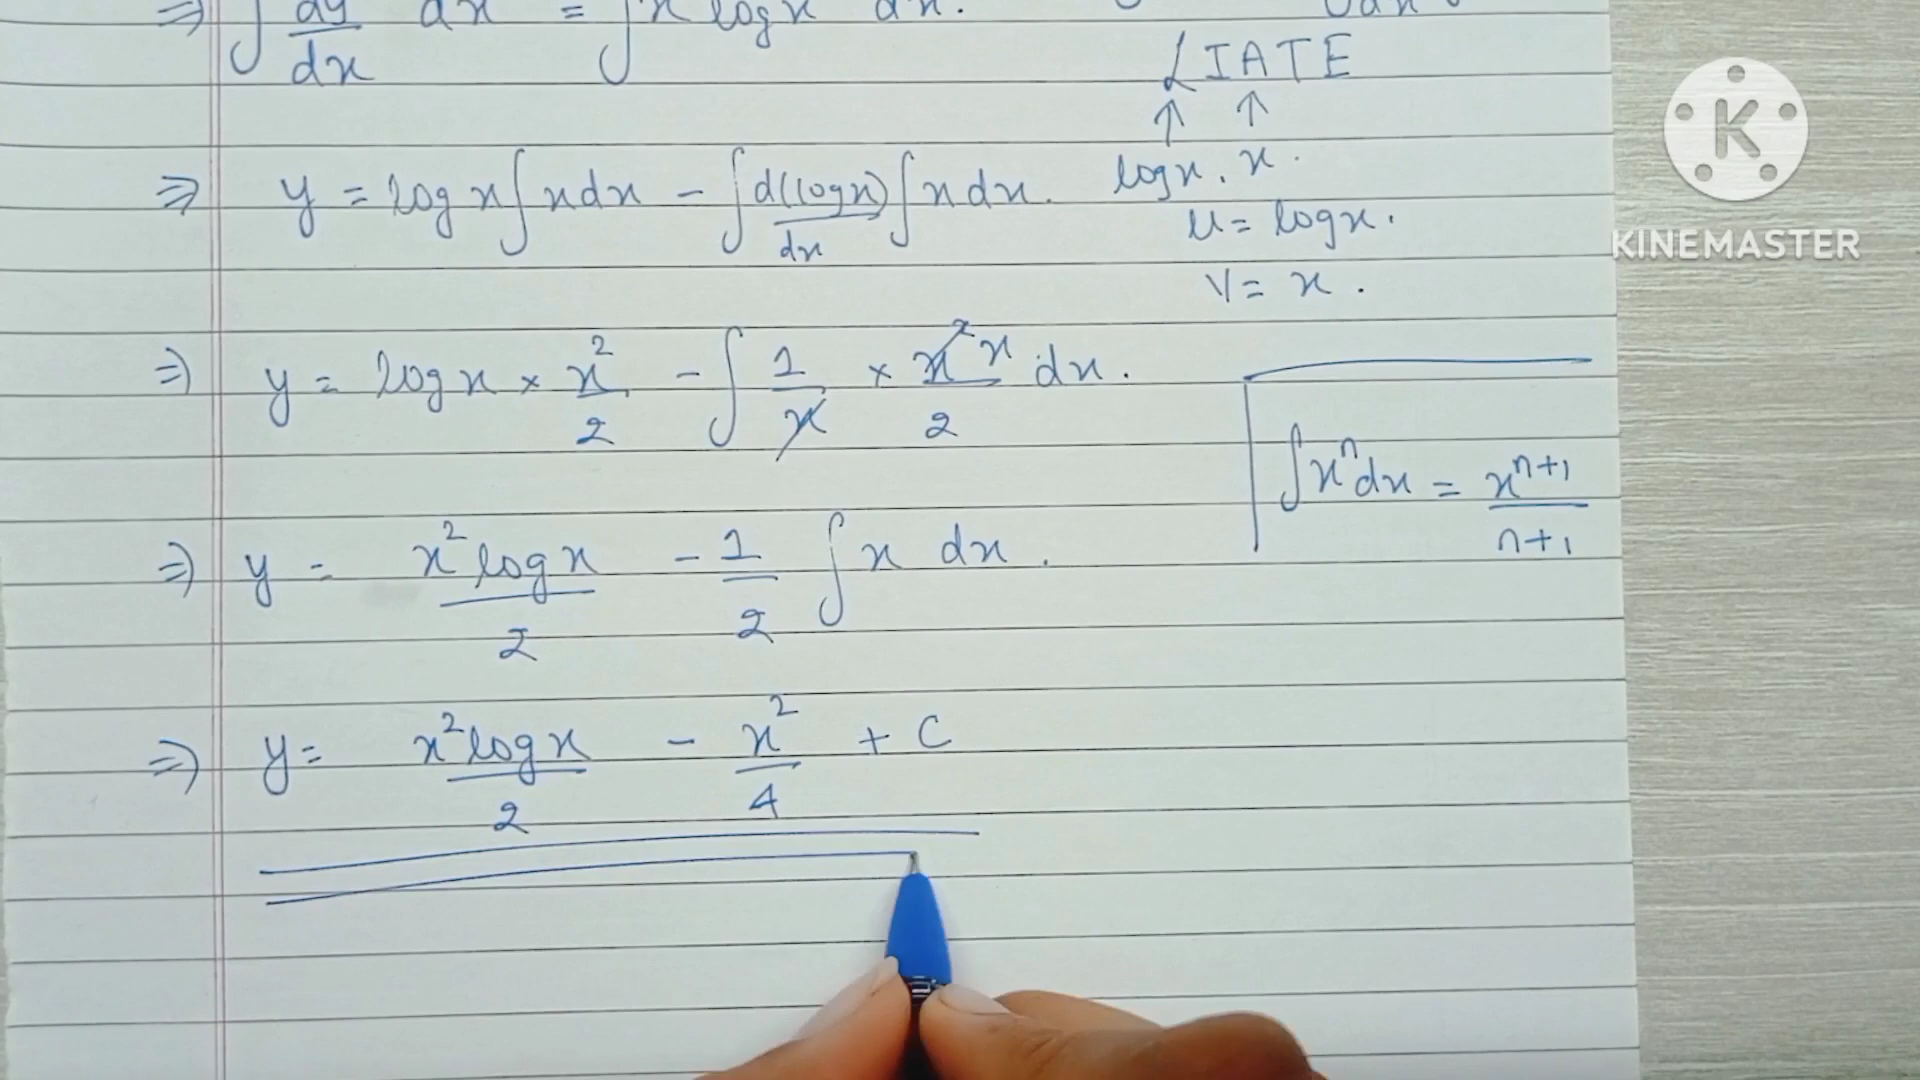 ⇒ ∫ dy/dx dx = ∫ x log x dx.
LIATE
↑ ↑
⇒ y = log x ∫ x dx - ∫ d(log x)/dx ∫ x dx.
log x . x .
u = log x .
v = x .
⇒ y = log x × x²/2 - ∫ 1/x × x² x/2 dx .
∫ xⁿ dx = xⁿ⁺¹/n+1
⇒ y = x² log x/2 - 1/2 ∫ x dx .
⇒ y = x² log x/2 - x²/4 + c
K
KINEMASTER